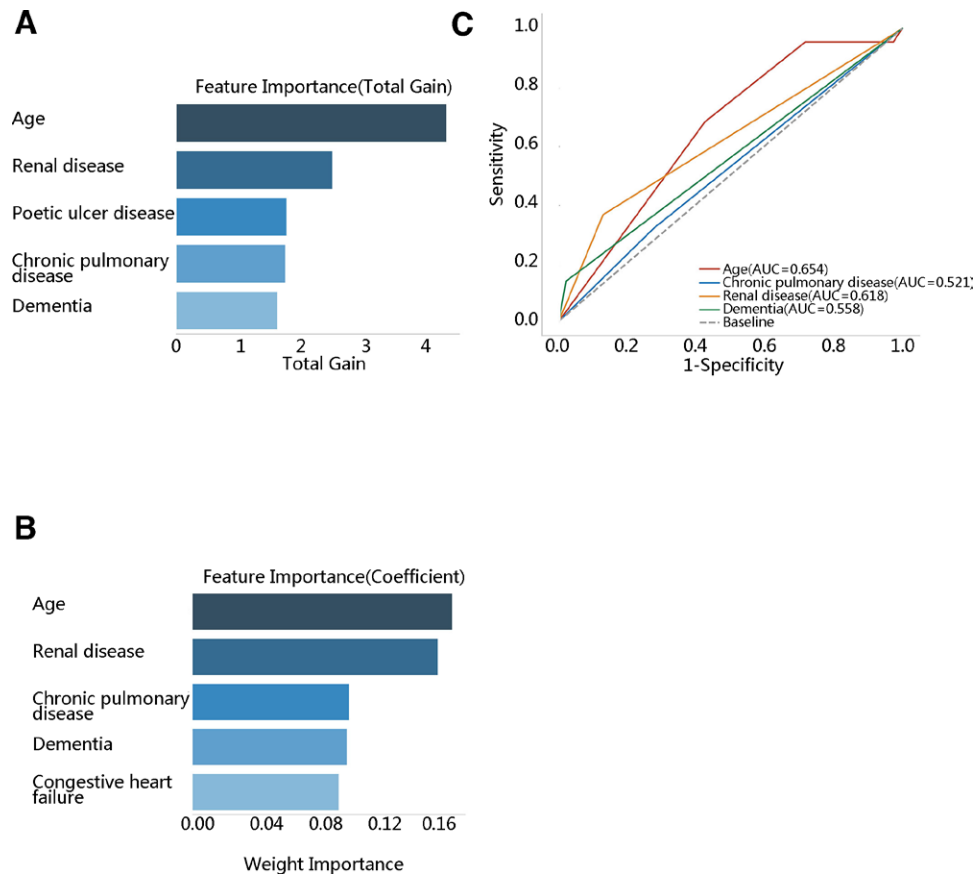 A
Feature Importance(Total Gain)
Age
Renal disease
Poetic ulcer disease
Chronic pulmonary
disease
Dementia
0 1 2 3 4
Total Gain
C
1.0
0.8
0.6
0.4
0.2
0.0
Sensitivity
Age(AUC=0.654)
Chronic pulmonary disease(AUC=0.521)
Renal disease(AUC=0.618)
Dementia(AUC=0.558)
Baseline
0.0 0.2 0.4 0.6 0.8 1.0
1-Specificity
B
Feature Importance(Coefficient)
Age
Renal disease
Chronic pulmonary
disease
Dementia
Congestive heart
failure
0.00 0.04 0.08 0.12 0.16
Weight Importance